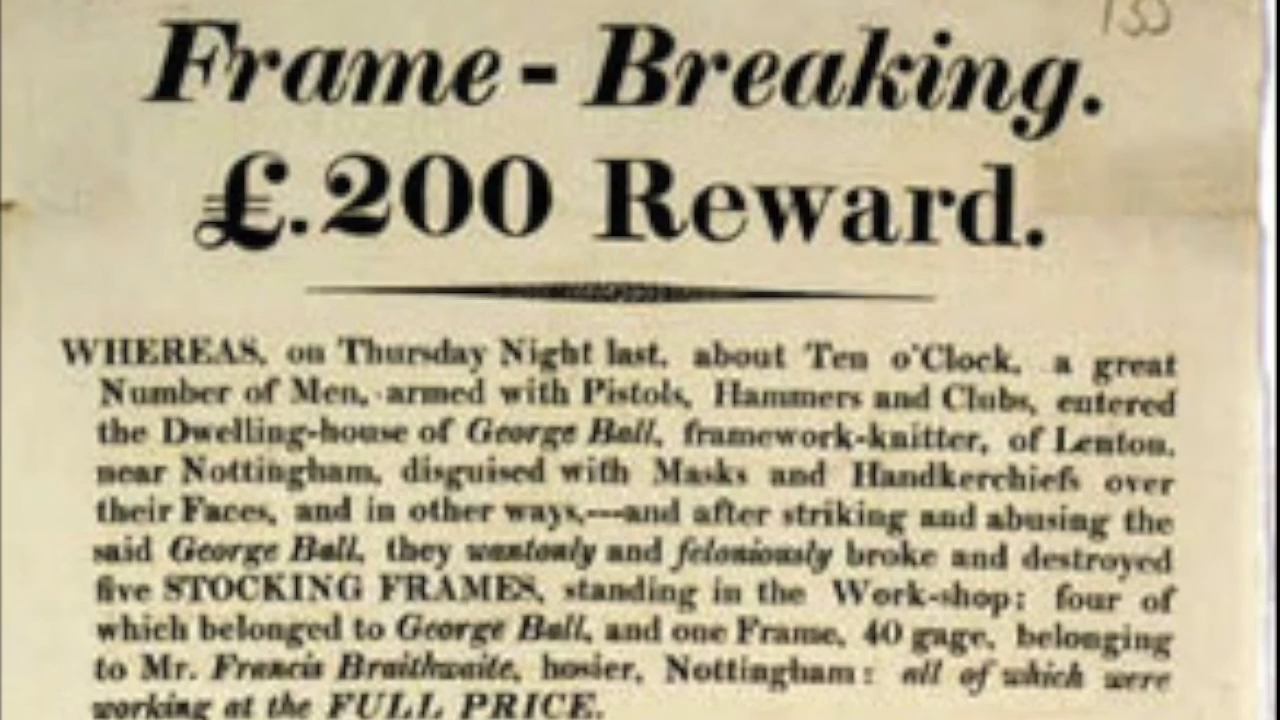 135
Frame - Breaking.
£.200 Reward.
WHEREAS, on Thursday Night last, about Ten o'Clock, a great
Number of Men, armed with Pistols, Hammers and Clubs, entered
the Dwelling-house of George Ball, framework-knitter, of Lenton,
near Nottingham, disguised with Masks and Handkerchiefs over
their Faces, and in other ways,—and after striking and abusing the
said George Ball, they wantonly and feloniously broke and destroyed
five STOCKING FRAMES, standing in the Work-shop; four of
which belonged to George Ball, and one Frame, 40 gage, belonging
to Mr. Francis Braithwaite, hosier, Nottingham: all of which were
working at the FULL PRICE.